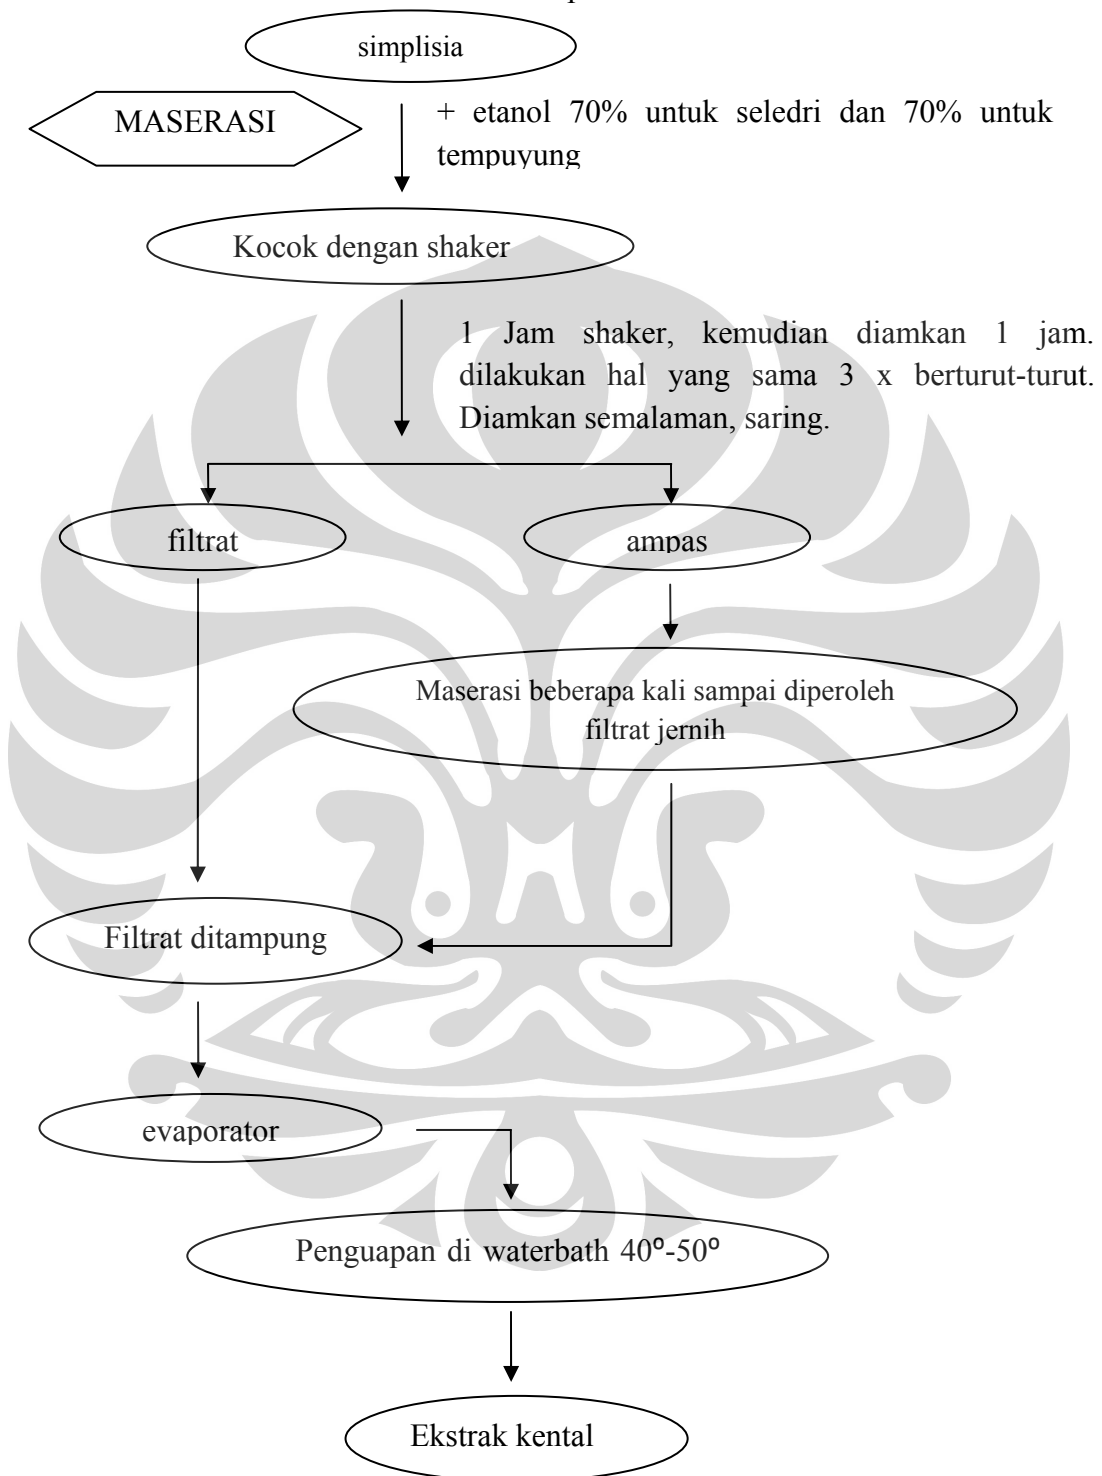 simplisia
MASERASI
+ etanol 70% untuk seledri dan 70% untuk
tempuyung
Kocok dengan shaker
1 Jam shaker, kemudian diamkan 1 jam.
dilakukan hal yang sama 3 x berturut-turut.
Diamkan semalaman, saring.
filtrat
ampas
Maserasi beberapa kali sampai diperoleh
filtrat jernih
Filtrat ditampung
evaporator
Penguapan di waterbath 40º-50º
Ekstrak kental